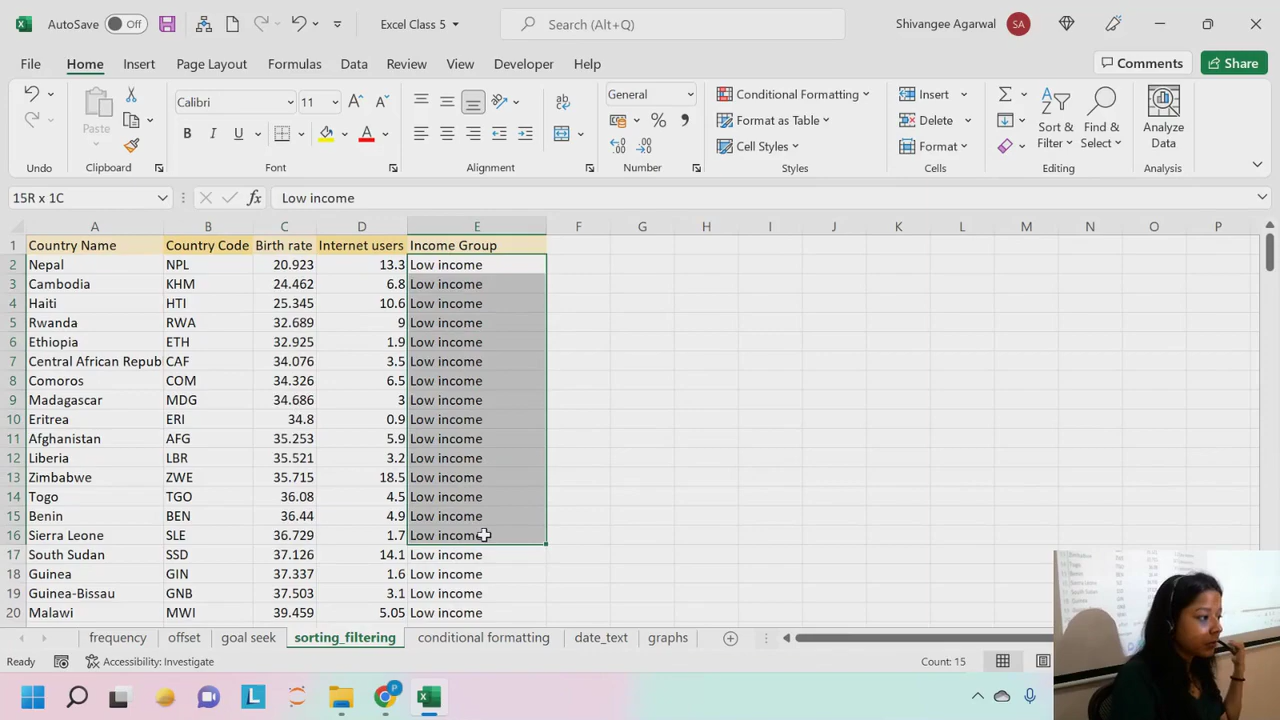 AutoSave Off Excel Class 5 Search (Alt+Q) Shivangee Agarwal SA
File Home Insert Page Layout Formulas Data Review View Developer Help Comments Share
Calibri 11 General Conditional Formatting Insert
Paste B I U Format as Table Delete Sort & Filter Find & Select Analyze Data
Cell Styles Format
Undo Clipboard Font Alignment Number Styles Cells Editing Analysis
15R x 1C fx Low income
A B C D E F G H I J K L M N O P
1 Country Name Country Code Birth rate Internet users Income Group
2 Nepal NPL 20.923 13.3 Low income
3 Cambodia KHM 24.462 6.8 Low income
4 Haiti HTI 25.345 10.6 Low income
5 Rwanda RWA 32.689 9 Low income
6 Ethiopia ETH 32.925 1.9 Low income
7 Central African Repub CAF 34.076 3.5 Low income
8 Comoros COM 34.326 6.5 Low income
9 Madagascar MDG 34.686 3 Low income
10 Eritrea ERI 34.8 0.9 Low income
11 Afghanistan AFG 35.253 5.9 Low income
12 Liberia LBR 35.521 3.2 Low income
13 Zimbabwe ZWE 35.715 18.5 Low income
14 Togo TGO 36.08 4.5 Low income
15 Benin BEN 36.44 4.9 Low income
16 Sierra Leone SLE 36.729 1.7 Low income
17 South Sudan SSD 37.126 14.1 Low income
18 Guinea GIN 37.337 1.6 Low income
19 Guinea-Bissau GNB 37.503 3.1 Low income
20 Malawi MWI 39.459 5.05 Low income
frequency offset goal seek sorting_filtering conditional formatting date_text graphs
Ready Accessibility: Investigate Count: 15